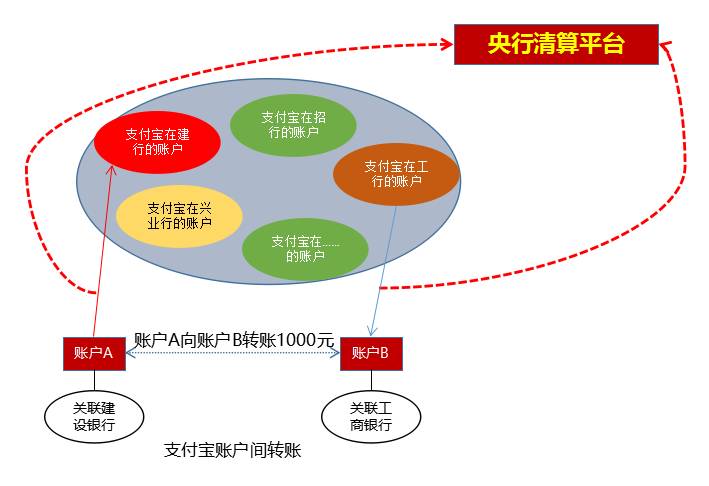 央行清算平台
支付宝在建
行的账户
支付宝在招
行的账户
支付宝在工
行的账户
支付宝在兴
业行的账户
支付宝在……
的账户
账户A向账户B转账1000元
账户A
账户B
关联建
设银行
关联工
商银行
支付宝账户间转账